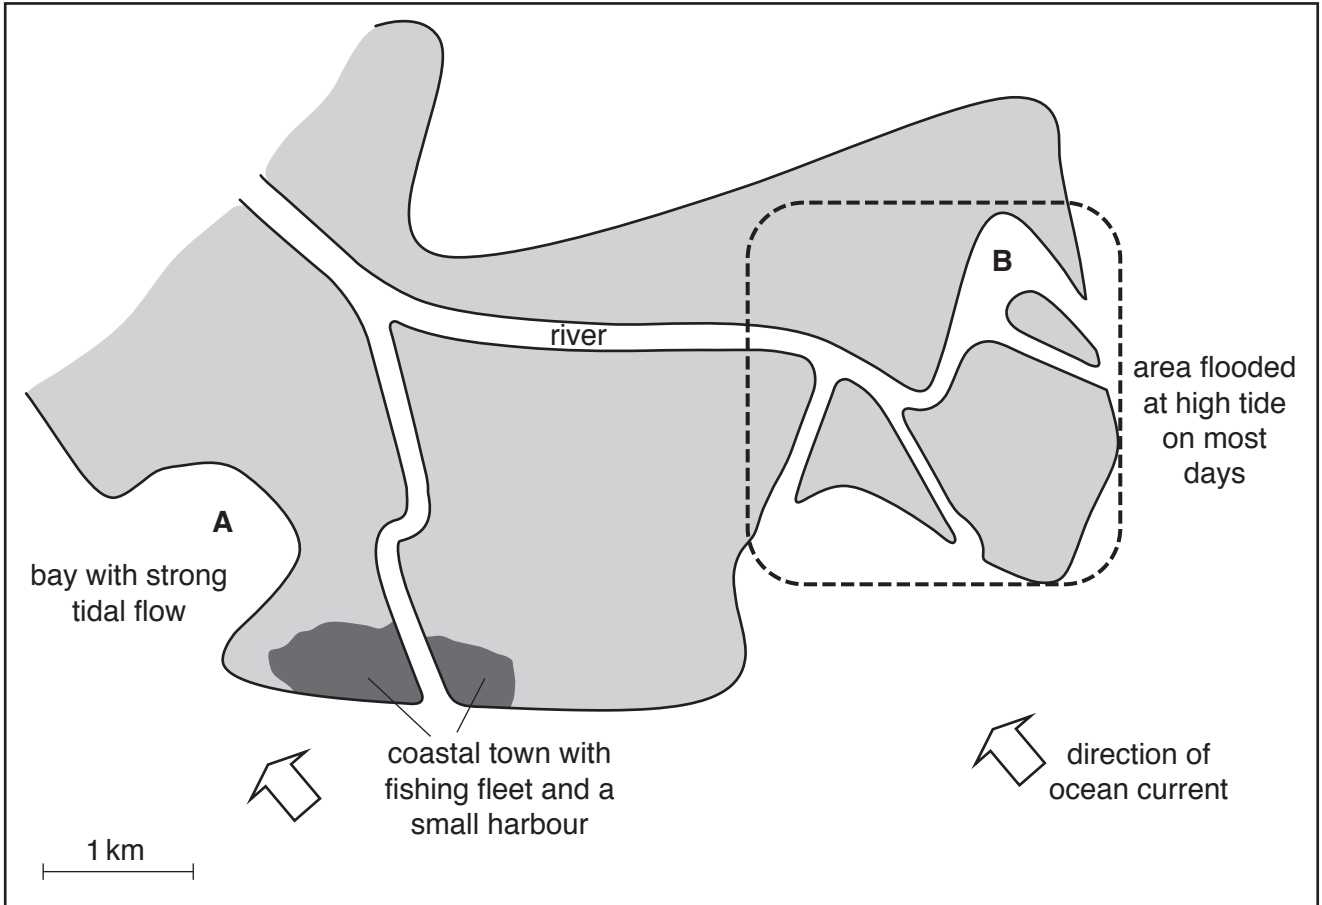 river
B
area flooded
at high tide
on most
days
A
bay with strong
tidal flow
coastal town with
fishing fleet and a
small harbour
direction of
ocean current
1 km